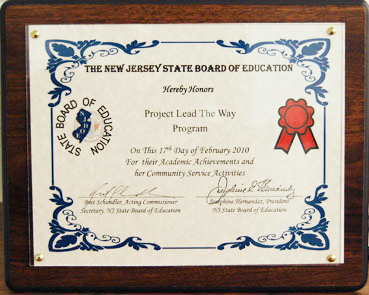 THE NEW JERSEY STATE BOARD OF EDUCATION
Hereby Honors
STATE BOARD OF EDUCATION
Project Lead The Way
Program
On This 17th Day of February 2010
For their Academic Achievements and
her Community Service Activities
Bret Schundler, Acting Commissioner
Secretary, NJ State Board of Education
Josephine Hernandez, President
NJ State Board of Education